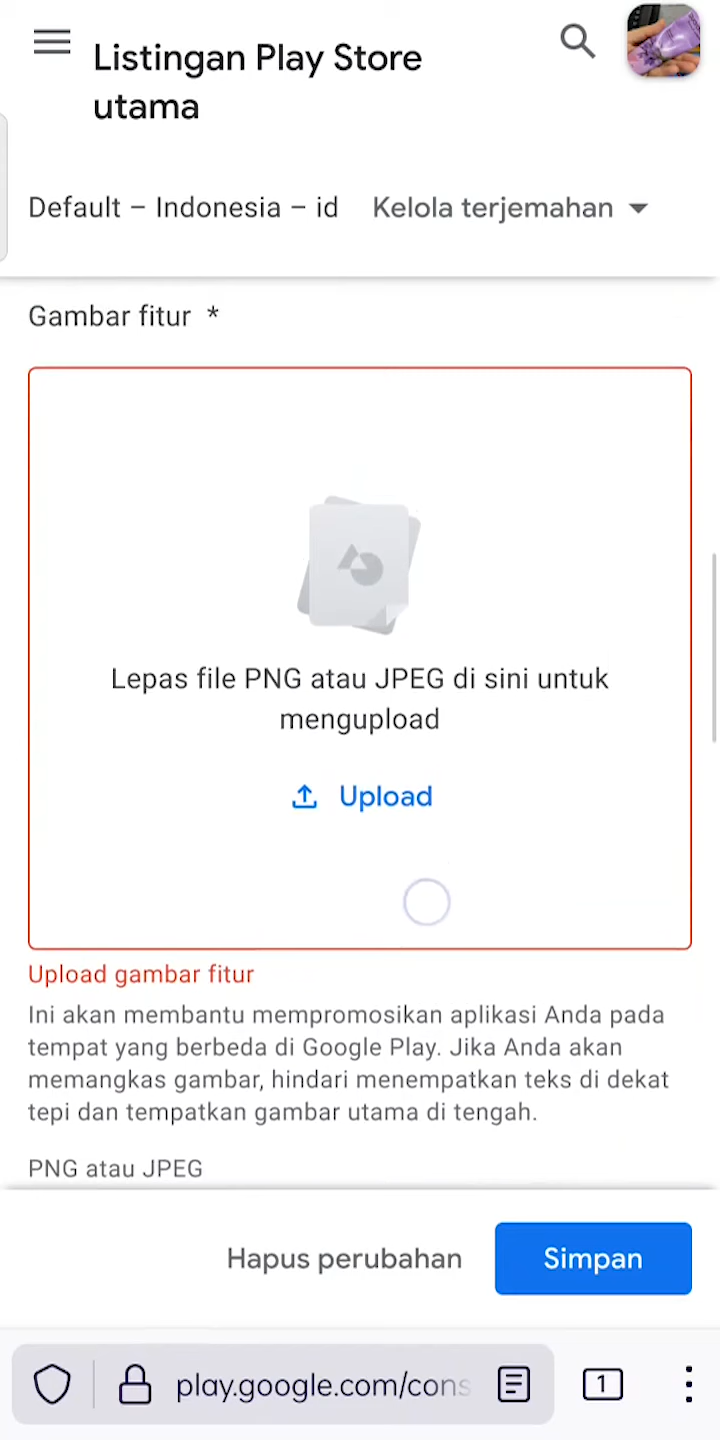 Listingan Play Store
utama
Default – Indonesia – id Kelola terjemahan
Gambar fitur *
Lepas file PNG atau JPEG di sini untuk
mengupload
Upload
Upload gambar fitur
Ini akan membantu mempromosikan aplikasi Anda pada
tempat yang berbeda di Google Play. Jika Anda akan
memangkas gambar, hindari menempatkan teks di dekat
tepi dan tempatkan gambar utama di tengah.
PNG atau JPEG
Hapus perubahan Simpan
play.google.com/cons
1